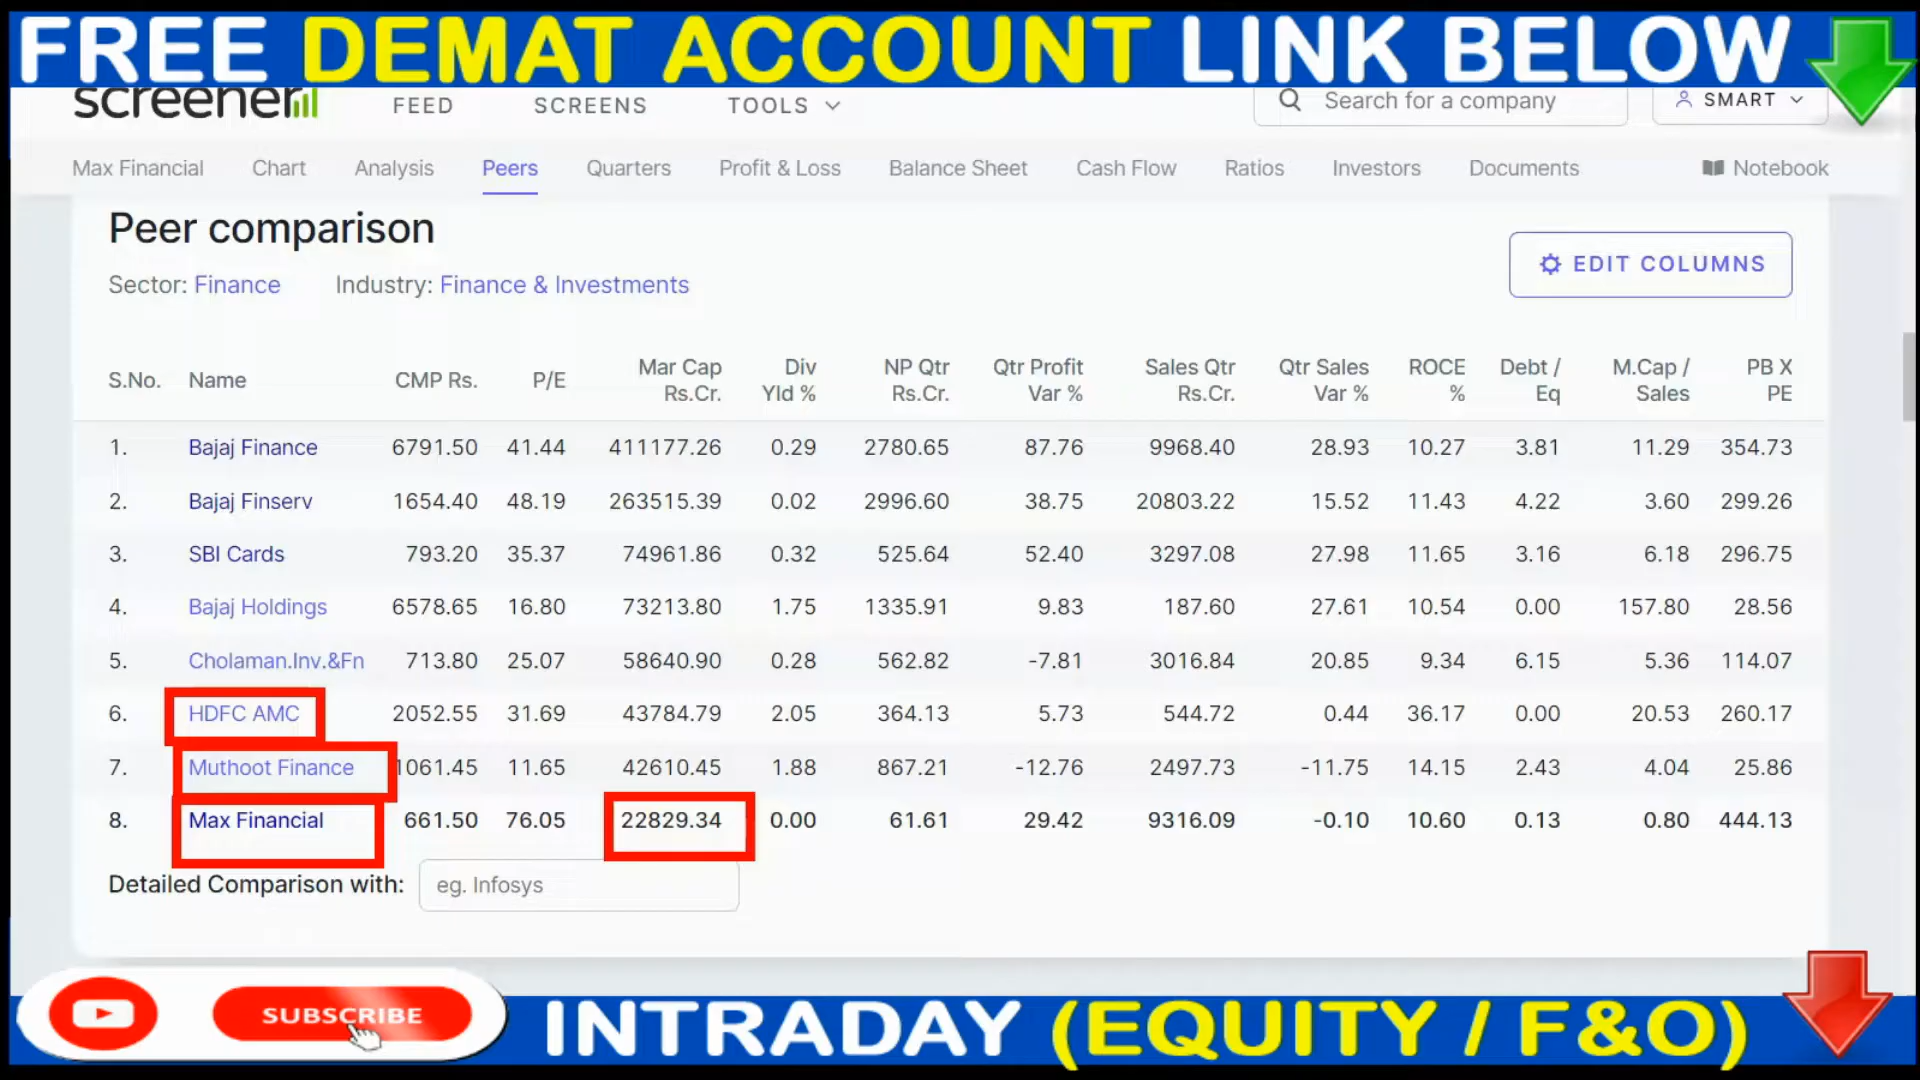 FREE DEMAT ACCOUNT LINK BELOW
screener FEED SCREENS TOOLS Search for a company SMART
Max Financial Chart Analysis Peers Quarters Profit & Loss Balance Sheet Cash Flow Ratios Investors Documents Notebook
Peer comparison
EDIT COLUMNS
Sector: Finance Industry: Finance & Investments
S.No. Name CMP Rs. P/E Mar Cap Rs.Cr. Div Yld % NP Qtr Rs.Cr. Qtr Profit Var % Sales Qtr Rs.Cr. Qtr Sales Var % ROCE % Debt / Eq M.Cap / Sales PB X PE
1. Bajaj Finance 6791.50 41.44 411177.26 0.29 2780.65 87.76 9968.40 28.93 10.27 3.81 11.29 354.73
2. Bajaj Finserv 1654.40 48.19 263515.39 0.02 2996.60 38.75 20803.22 15.52 11.43 4.22 3.60 299.26
3. SBI Cards 793.20 35.37 74961.86 0.32 525.64 52.40 3297.08 27.98 11.65 3.16 6.18 296.75
4. Bajaj Holdings 6578.65 16.80 73213.80 1.75 1335.91 9.83 187.60 27.61 10.54 0.00 157.80 28.56
5. Cholaman.Inv.&Fn 713.80 25.07 58640.90 0.28 562.82 -7.81 3016.84 20.85 9.34 6.15 5.36 114.07
6. HDFC AMC 2052.55 31.69 43784.79 2.05 364.13 5.73 544.72 0.44 36.17 0.00 20.53 260.17
7. Muthoot Finance 1061.45 11.65 42610.45 1.88 867.21 -12.76 2497.73 -11.75 14.15 2.43 4.04 25.86
8. Max Financial 661.50 76.05 22829.34 0.00 61.61 29.42 9316.09 -0.10 10.60 0.13 0.80 444.13
Detailed Comparison with: eg. Infosys
SUBSCRIBE
INTRADAY (EQUITY / F&O)